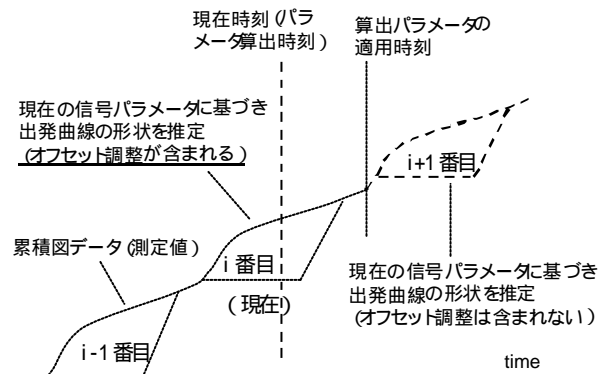 現在時刻(パラ
メータ算出時刻)
算出パラメータの
適用時刻
現在の信号パラメータに基づき
出発曲線の形状を推定
(オフセット調整が含まれる)
i+1 番目
累積図データ(測定値)
i 番目
(現在)
現在の信号パラメータに基づき
出発曲線の形状を推定
(オフセット調整は含まれない)
i-1 番目
time